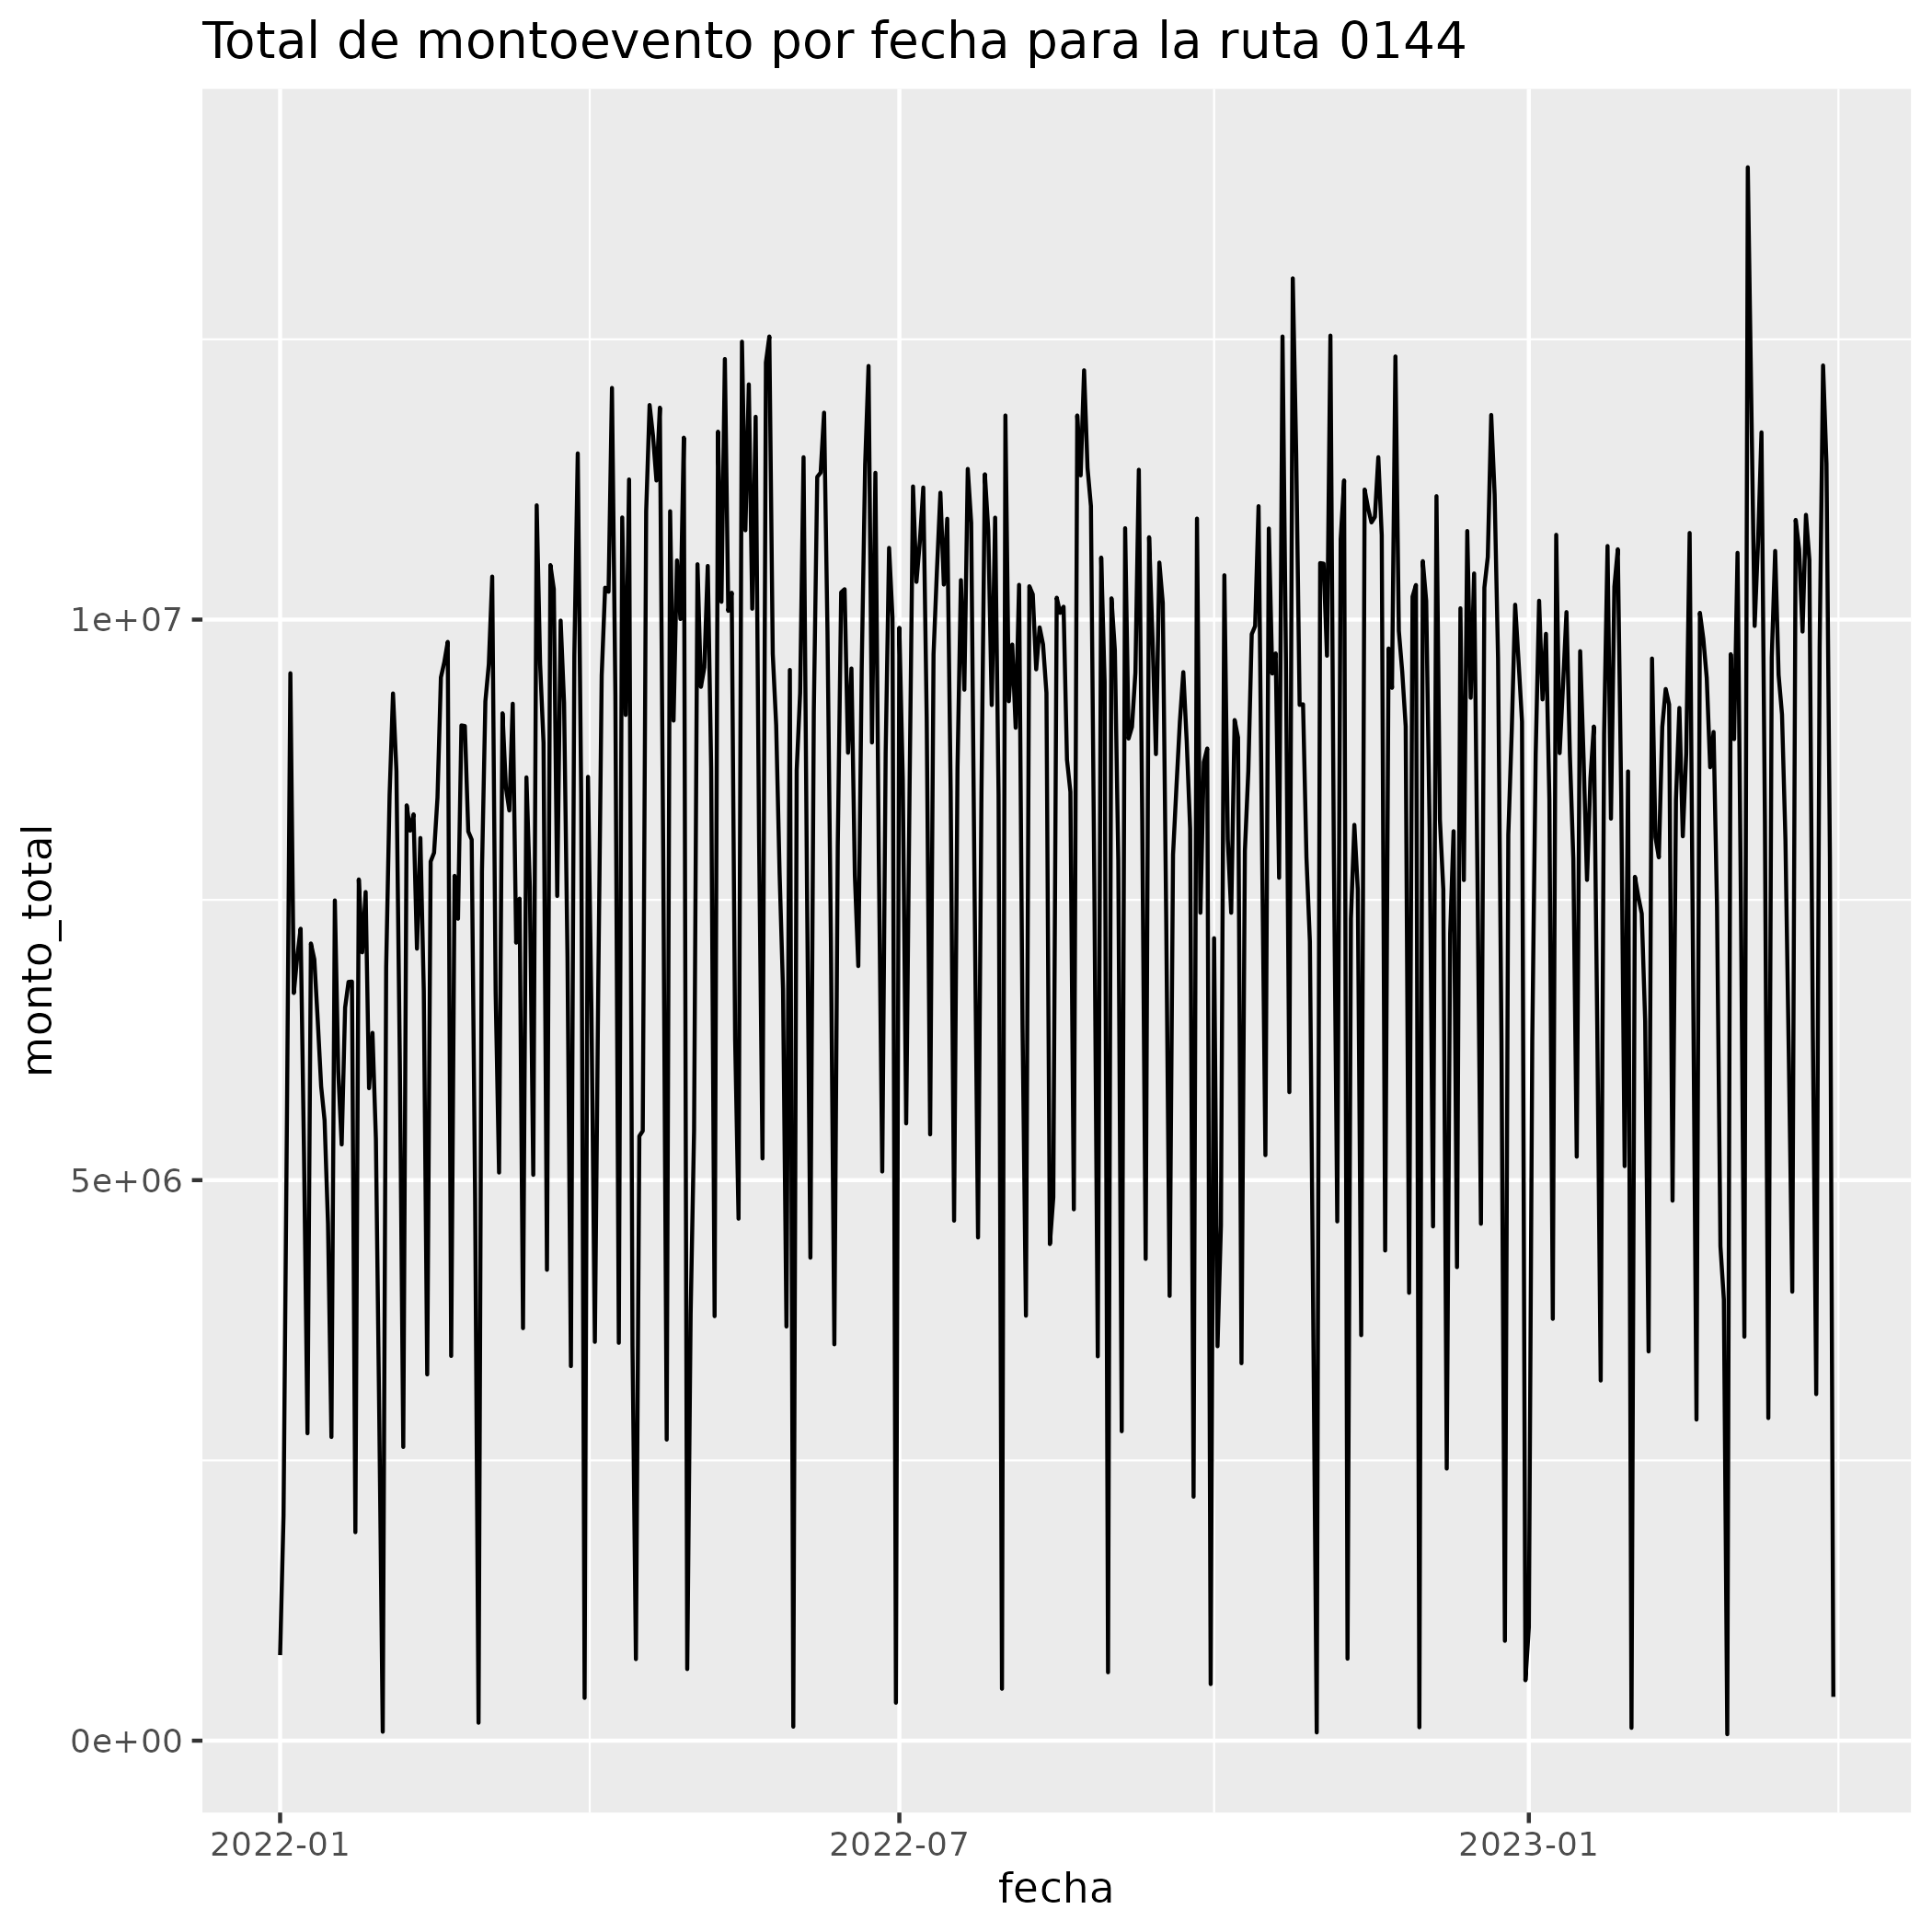 Total de montoevento por fecha para la ruta 0144
monto_total
1e+07
5e+06
0e+00
2022-01
2022-07
2023-01
fecha